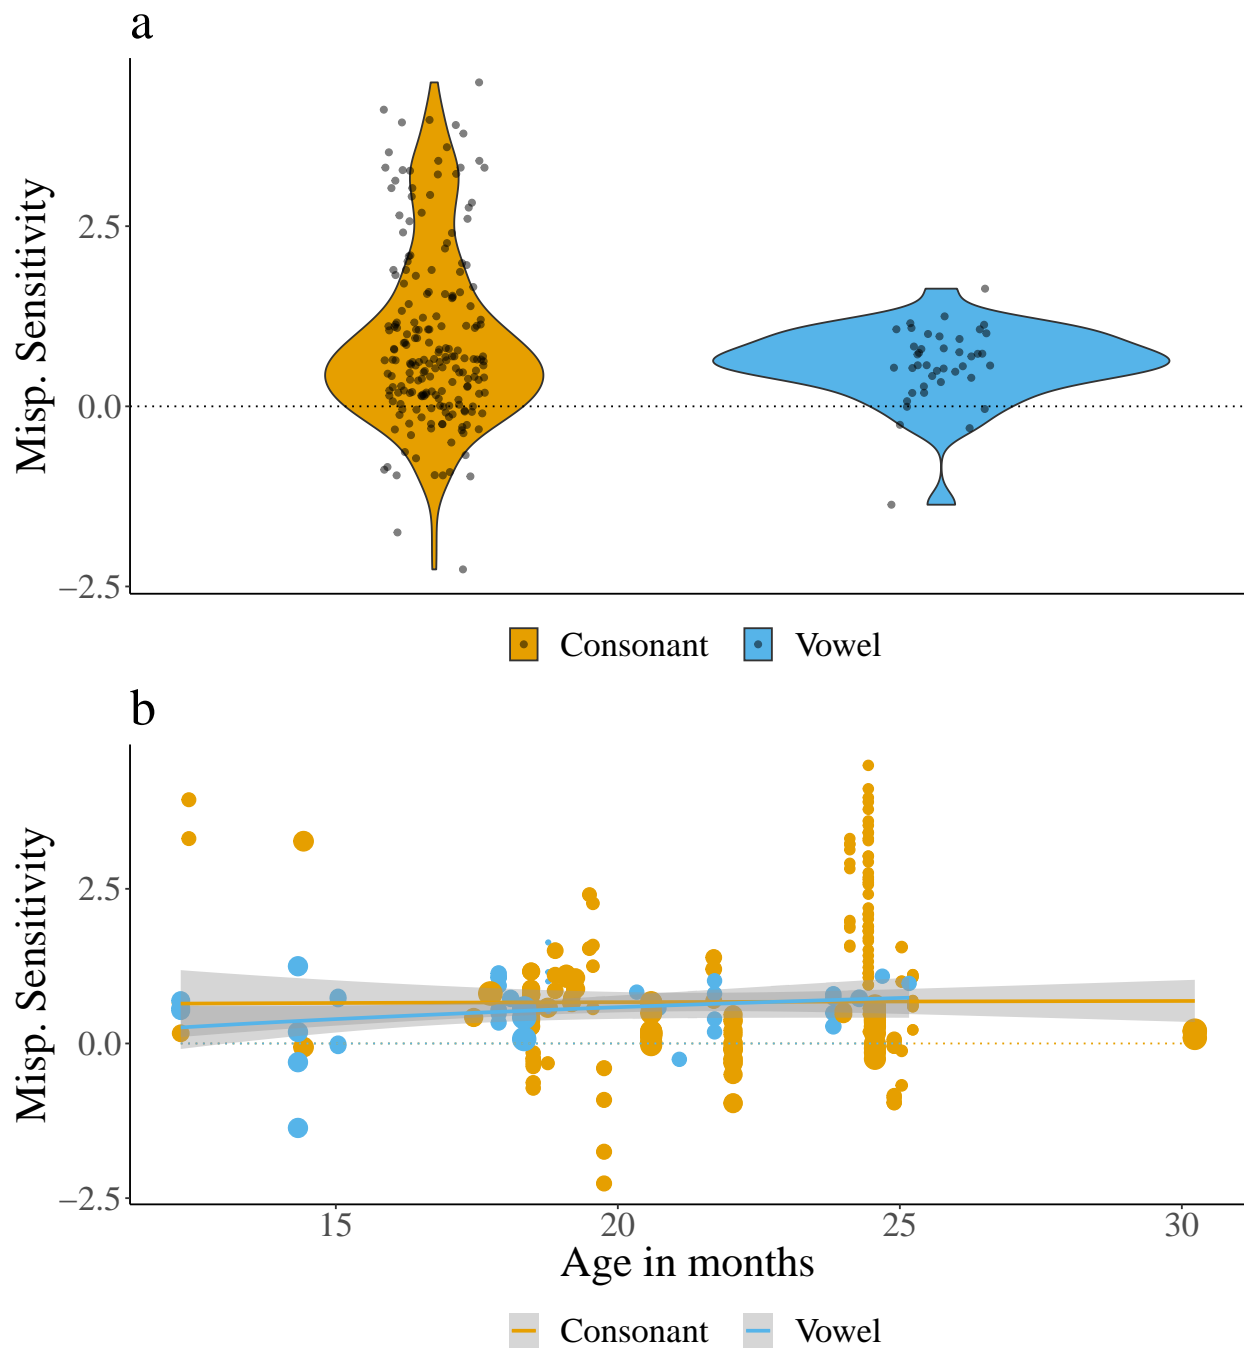 a
Misp. Sensitivity
2.5
0.0
−2.5
Consonant Vowel
b
Misp. Sensitivity
2.5
0.0
−2.5
15 20 25 30
Age in months
Consonant Vowel